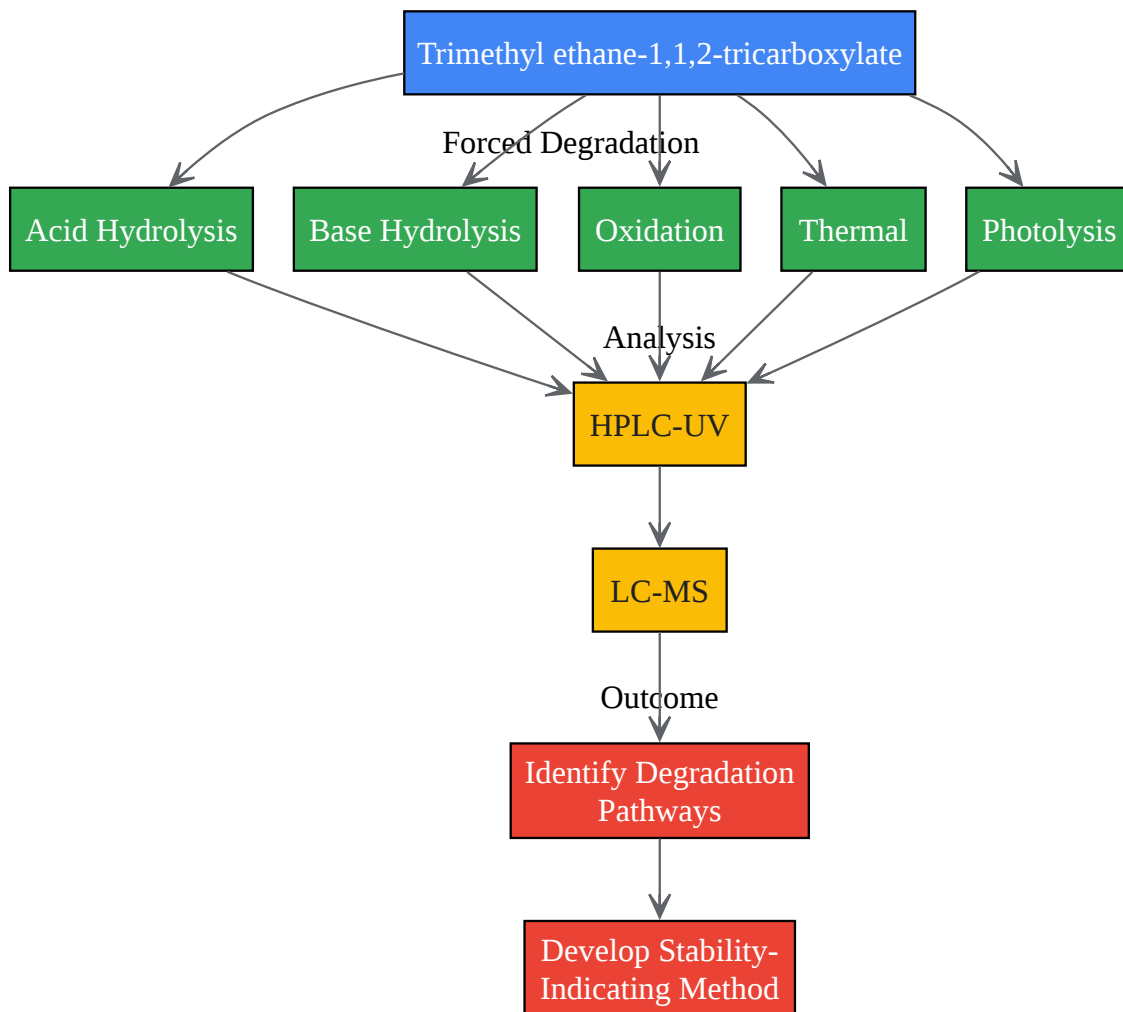 Trimethyl ethane-1,1,2-tricarboxylate
Forced Degradation
Acid Hydrolysis
Base Hydrolysis
Oxidation
Thermal
Photolysis
Analysis
HPLC-UV
LC-MS
Outcome
Identify Degradation
Pathways
Develop Stability-
Indicating Method